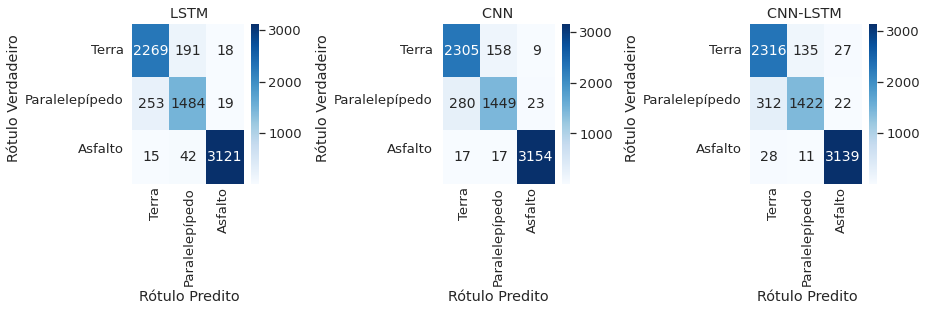 LSTM
Rótulo Verdadeiro
Terra
Paralelepípedo
Asfalto
2269 191 18
253 1484 19
15 42 3121
3000
2000
1000
Terra
Paralelepípedo
Asfalto
Rótulo Predito
CNN
Rótulo Verdadeiro
Terra
Paralelepípedo
Asfalto
2305 158 9
280 1449 23
17 17 3154
3000
2000
1000
Terra
Paralelepípedo
Asfalto
Rótulo Predito
CNN-LSTM
Rótulo Verdadeiro
Terra
Paralelepípedo
Asfalto
2316 135 27
312 1422 22
28 11 3139
3000
2000
1000
Terra
Paralelepípedo
Asfalto
Rótulo Predito